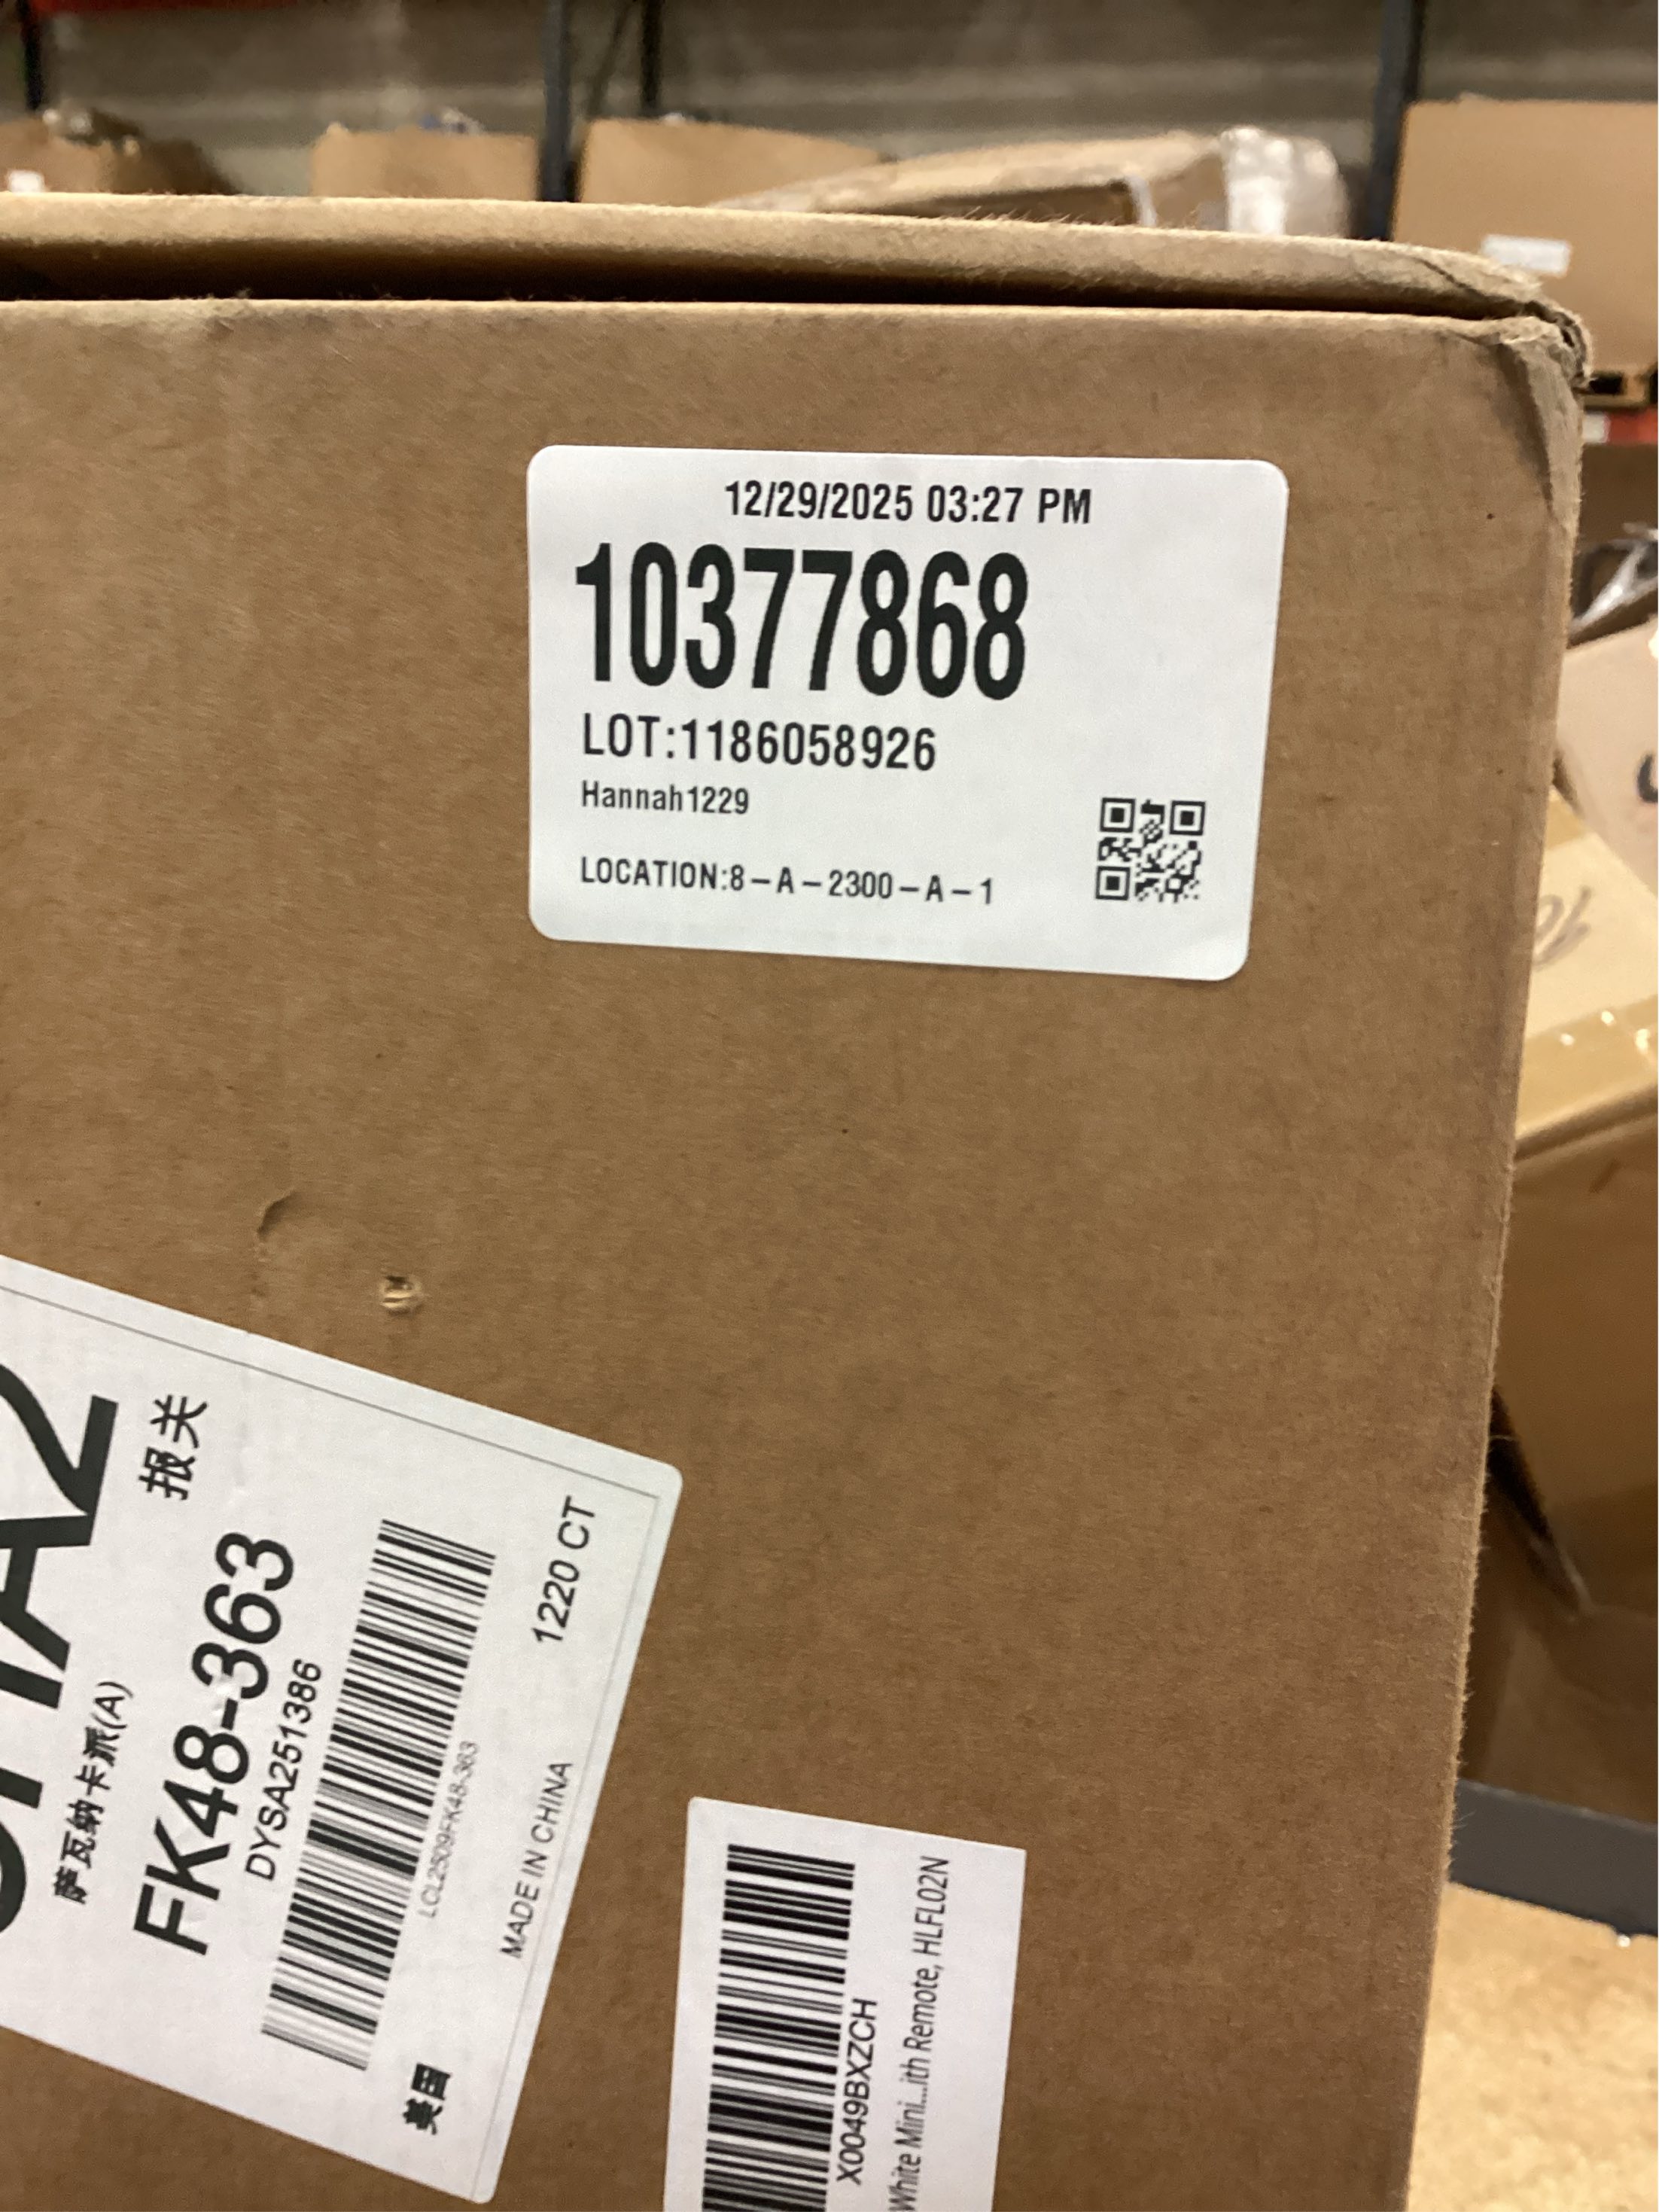 12/29/2025 03:27 PM
10377868
LOT:1186058926
Hannah1229
LOCATION:8-A-2300-A-1
报关
萨瓦纳卡派(A)
FK48-363
DYSA251386
LCL2509FK48-363
MADE IN CHINA
1220 CT
美国
X0049BXZCH
White Mini...ith Remote, HLFL02N